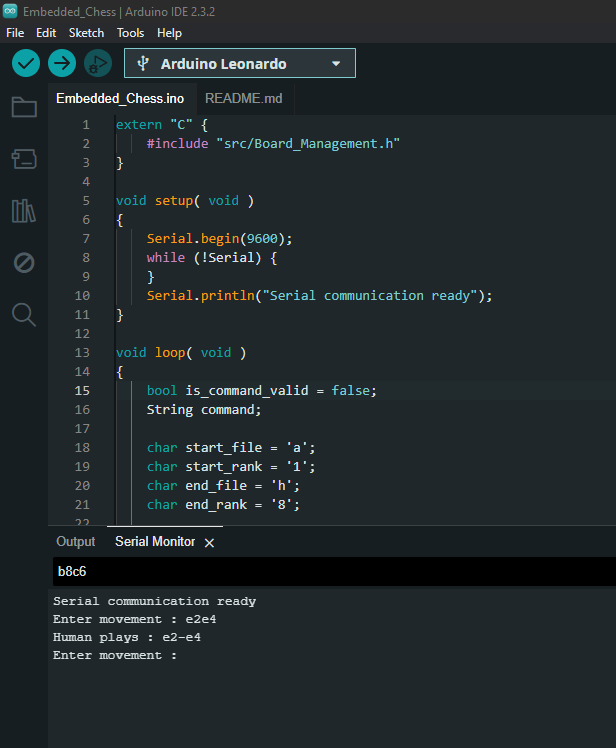 Embedded_Chess | Arduino IDE 2.3.2
File Edit Sketch Tools Help
Arduino Leonardo
Embedded_Chess.ino README.md
1 extern "C" {
2 #include "src/Board_Management.h"
3 }
4
5 void setup( void )
6 {
7 Serial.begin(9600);
8 while (!Serial) {
9 }
10 Serial.println("Serial communication ready");
11 }
12
13 void loop( void )
14 {
15 bool is_command_valid = false;
16 String command;
17
18 char start_file = 'a';
19 char start_rank = '1';
20 char end_file = 'h';
21 char end_rank = '8';
22
Output Serial Monitor
b8c6
Serial communication ready
Enter movement : e2e4
Human plays : e2-e4
Enter movement :